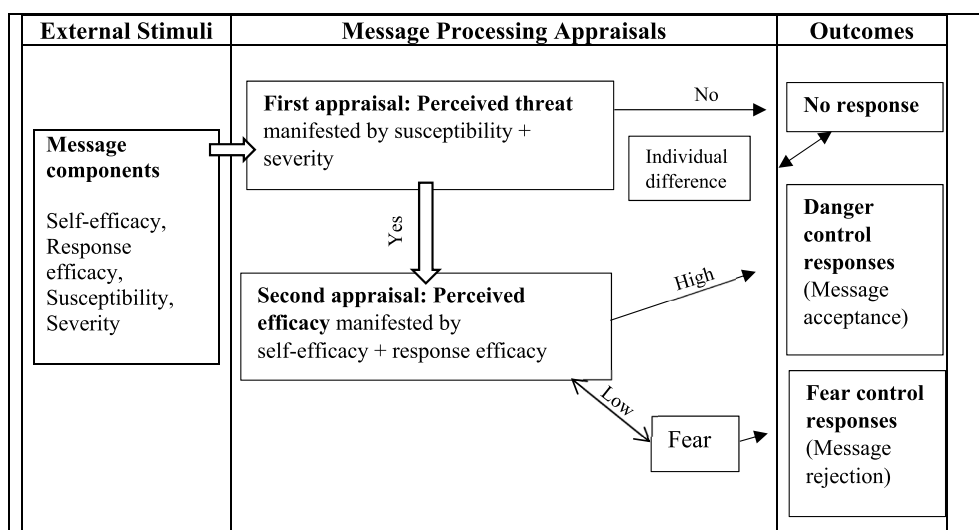 External Stimuli
Message Processing Appraisals
Outcomes
Message
components
Self-efficacy,
Response
efficacy,
Susceptibility,
Severity
First appraisal: Perceived threat
manifested by susceptibility +
severity
No
Individual
difference
Yes
Second appraisal: Perceived
efficacy manifested by
self-efficacy + response efficacy
High
Low
Fear
No response
Danger
control
responses
(Message
acceptance)
Fear control
responses
(Message
rejection)